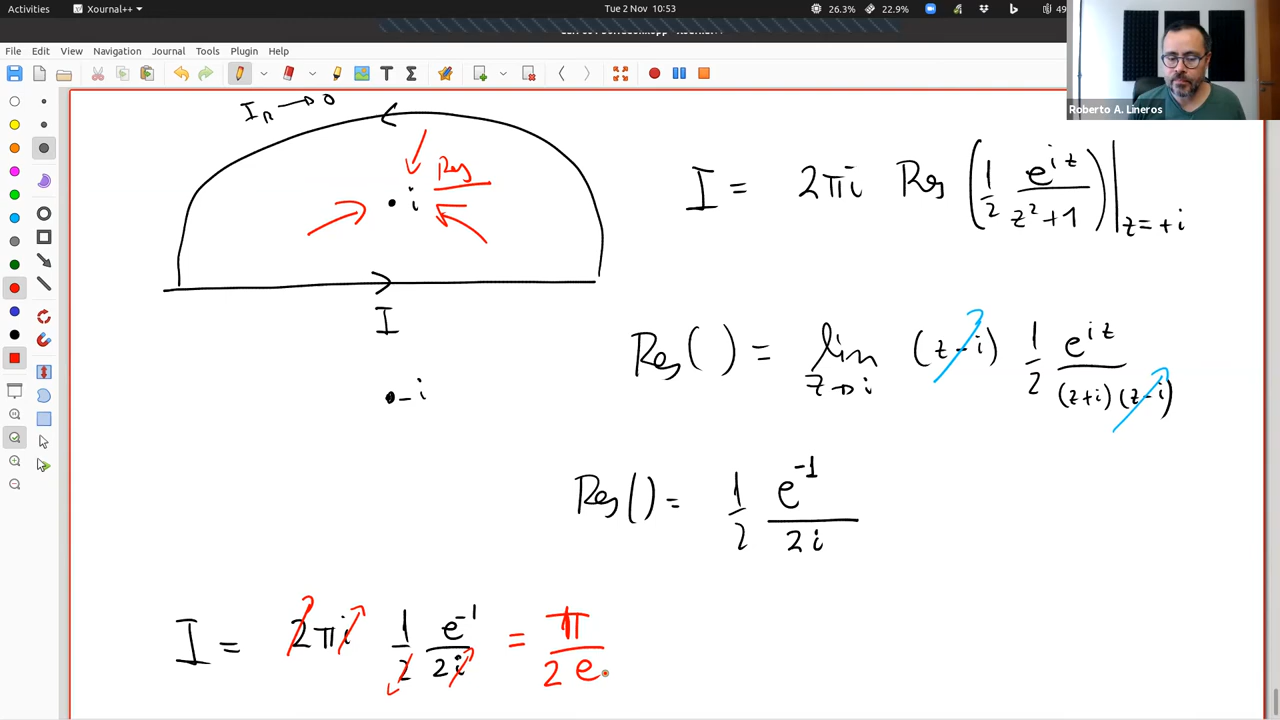 Activities Xournal++ Tue 2 Nov 10:53 26.3% 22.9%
File Edit View Navigation Journal Tools Plugin Help
Roberto A. Lineros
I_R → 0
Res
• i
I
• -i
I = 2πi Res (1/2 e^{iz}/(z²+1))|_{z=+i}
Res( ) = lim_{z→i} (z-i) 1/2 e^{iz}/((z+i)(z-i))
Res() = 1/2 e^{-1}/2i
I = 2πi 1/2 e^{-1}/2i = π/2e